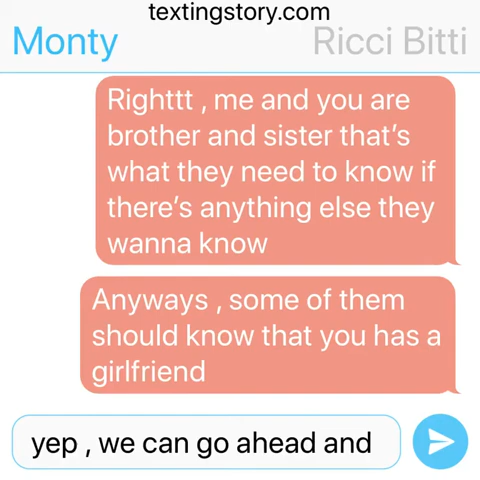 textingstory.com
Monty
Ricci Bitti
Righttt , me and you are
brother and sister that’s
what they need to know if
there’s anything else they
wanna know
Anyways , some of them
should know that you has a
girlfriend
yep , we can go ahead and